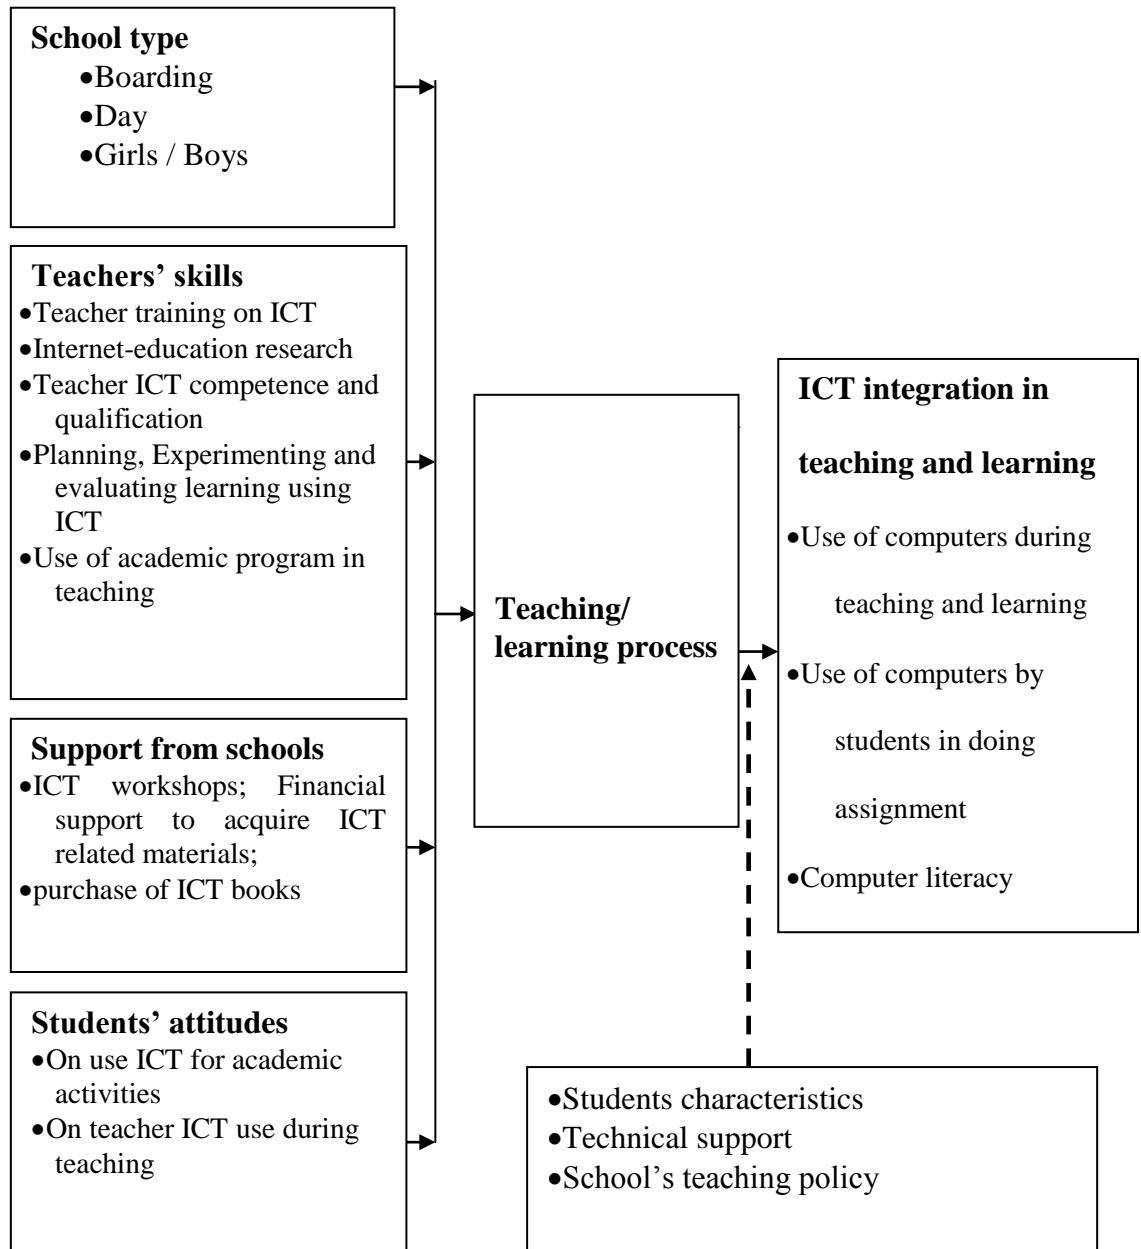 School type
•Boarding
•Day
•Girls / Boys
Teachers’ skills
•Teacher training on ICT
•Internet-education research
•Teacher ICT competence and
qualification
•Planning, Experimenting and
evaluating learning using
ICT
•Use of academic program in
teaching
Support from schools
•ICT workshops; Financial
support to acquire ICT
related materials;
•purchase of ICT books
Students’ attitudes
•On use ICT for academic
activities
•On teacher ICT use during
teaching
Teaching/
learning process
ICT integration in
teaching and learning
•Use of computers during
teaching and learning
•Use of computers by
students in doing
assignment
•Computer literacy
•Students characteristics
•Technical support
•School’s teaching policy